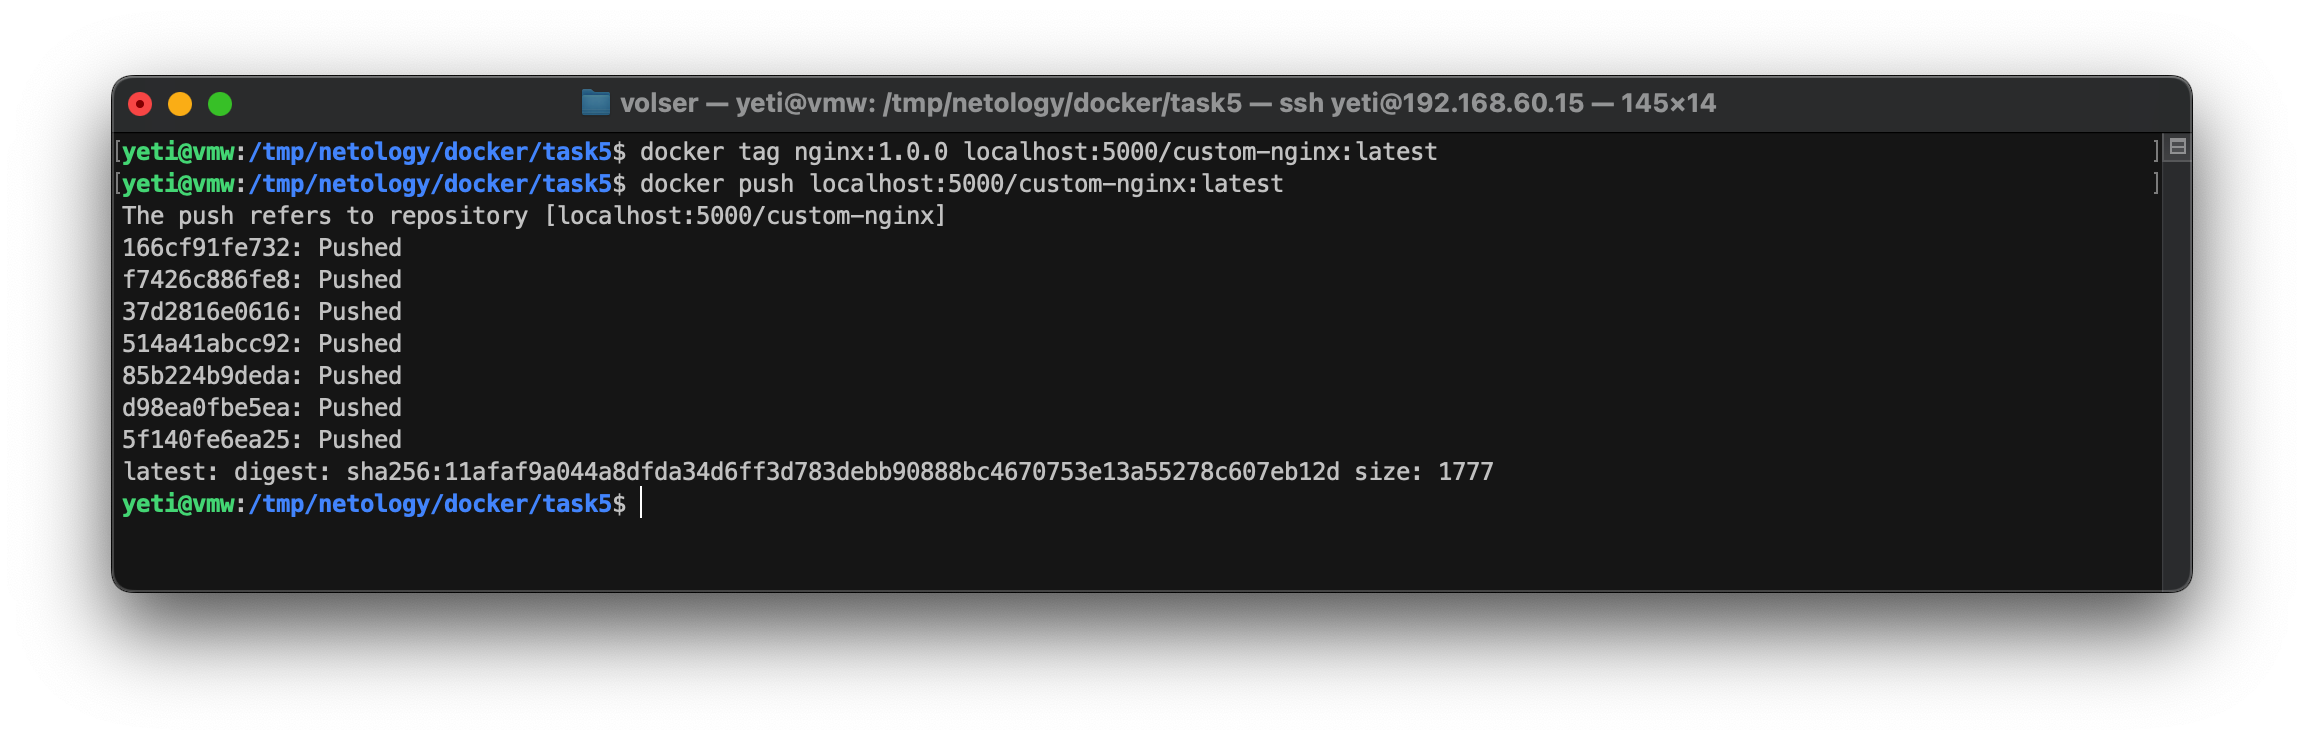 volser — yeti@vmw: /tmp/netology/docker/task5 — ssh yeti@192.168.60.15 — 145×14
[yeti@vmw:/tmp/netology/docker/task5$ docker tag nginx:1.0.0 localhost:5000/custom-nginx:latest ]
[yeti@vmw:/tmp/netology/docker/task5$ docker push localhost:5000/custom-nginx:latest ]
The push refers to repository [localhost:5000/custom-nginx]
166cf91fe732: Pushed
f7426c886fe8: Pushed
37d2816e0616: Pushed
514a41abcc92: Pushed
85b224b9deda: Pushed
d98ea0fbe5ea: Pushed
5f140fe6ea25: Pushed
latest: digest: sha256:11afaf9a044a8dfda34d6ff3d783debb90888bc4670753e13a55278c607eb12d size: 1777
yeti@vmw:/tmp/netology/docker/task5$